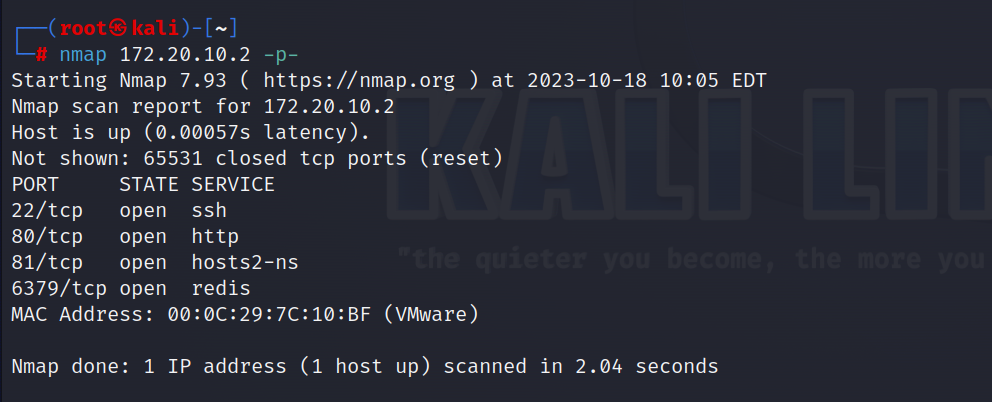 ┌──(root㉿kali)-[~]
└─# nmap 172.20.10.2 -p-
Starting Nmap 7.93 ( https://nmap.org ) at 2023-10-18 10:05 EDT
Nmap scan report for 172.20.10.2
Host is up (0.00057s latency).
Not shown: 65531 closed tcp ports (reset)
PORT     STATE SERVICE
22/tcp   open  ssh
80/tcp   open  http
81/tcp   open  hosts2-ns
6379/tcp open  redis
MAC Address: 00:0C:29:7C:10:BF (VMware)
Nmap done: 1 IP address (1 host up) scanned in 2.04 seconds
KALI LI
"the quieter you become, the more you